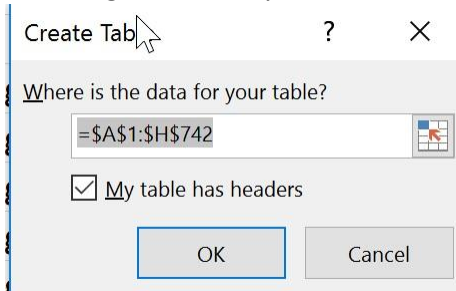 Create Tab
?
Where is the data for your table?
=$A$1:$H$742
My table has headers
OK Cancel